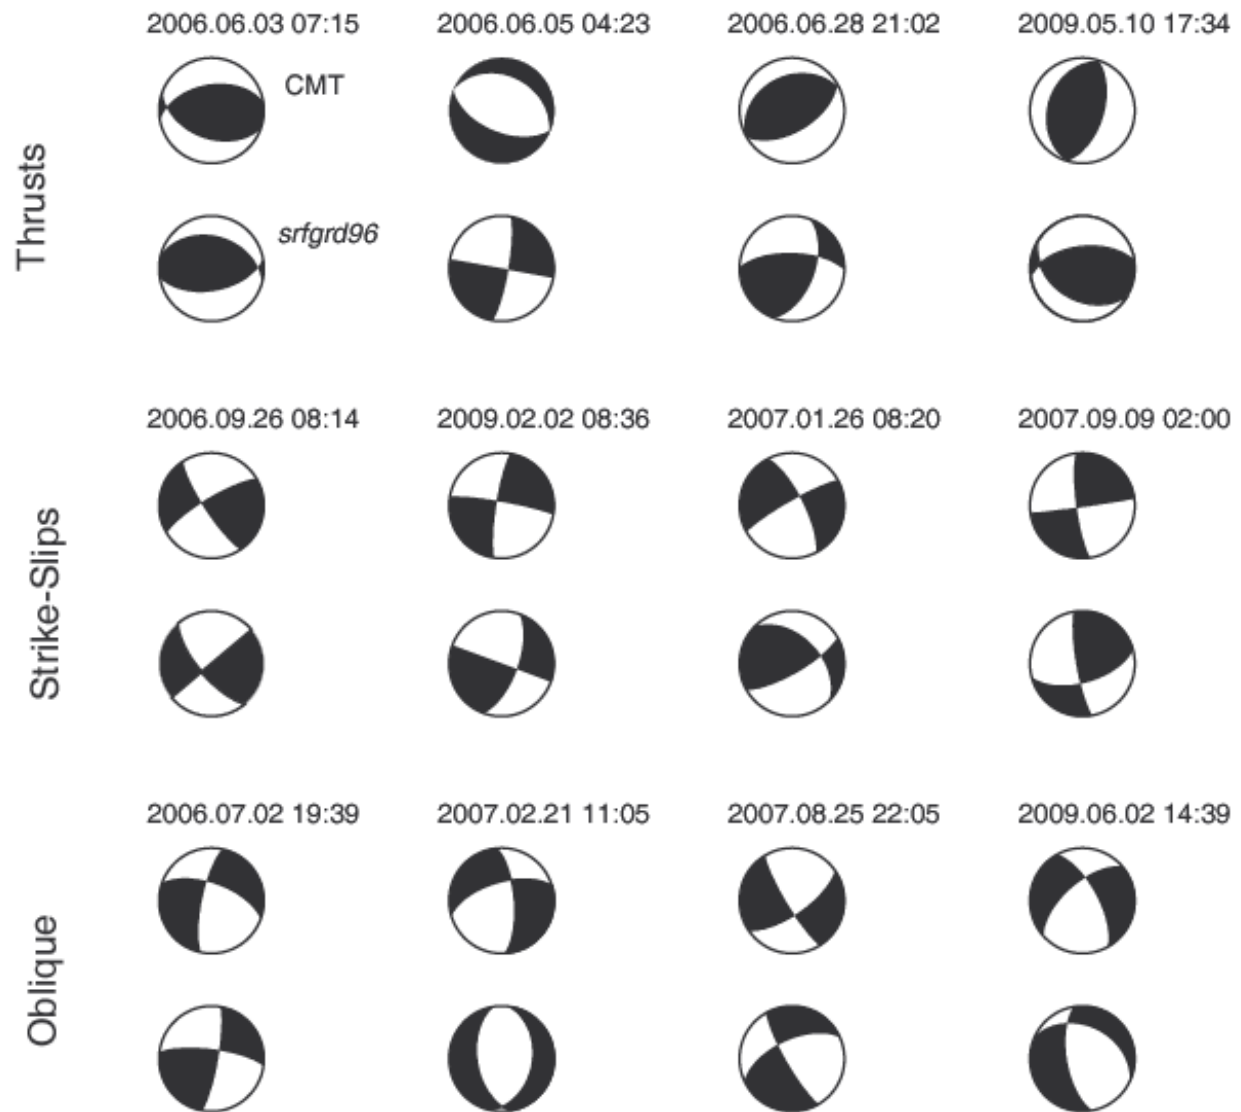 2006.06.03 07:15 2006.06.05 04:23 2006.06.28 21:02 2009.05.10 17:34
CMT
Thrusts
srfgrd96
2006.09.26 08:14 2009.02.02 08:36 2007.01.26 08:20 2007.09.09 02:00
Strike-Slips
2006.07.02 19:39 2007.02.21 11:05 2007.08.25 22:05 2009.06.02 14:39
Oblique